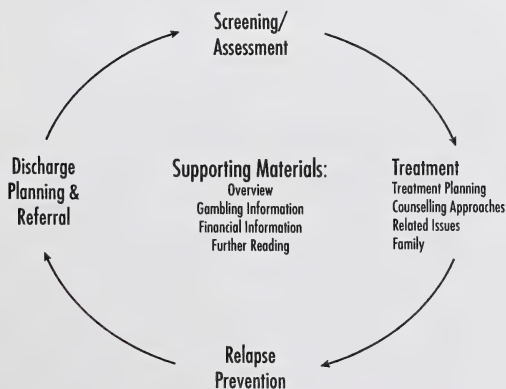 Screening/
Assessment
Discharge
Planning &
Referral
Supporting Materials:
Overview
Gambling Information
Financial Information
Further Reading
Treatment
Treatment Planning
Counselling Approaches
Related Issues
Family
Relapse
Prevention